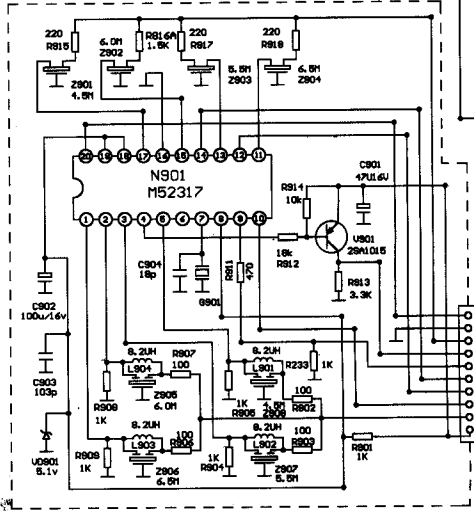 220
R815
6.0M
Z902
R816A
1.5K
220
R817
220
R818
Z901
4.5M
5.5M
Z903
6.5M
Z904
20 19 18 17 16 15 14 13 12 11
N901
M52317
1 2 3 4 5 6 7 8 9 10
C901
47U16V
R914
10k
V901
2SA1015
18k
R912
R913
3.3K
C904
18p
G901
R911
470
C902
100u/16v
C903
103p
VD901
5.1v
8.2UH
L904
R907
100
R908
1K
Z905
6.0M
8.2UH
L901
R233
1K
1K
R905
4.5M
Z908
100
R902
8.2UH
L903
100
R906
R909
1K
Z906
6.5M
8.2UH
L902
100
R903
1K
R904
Z907
5.5M
R901
1K